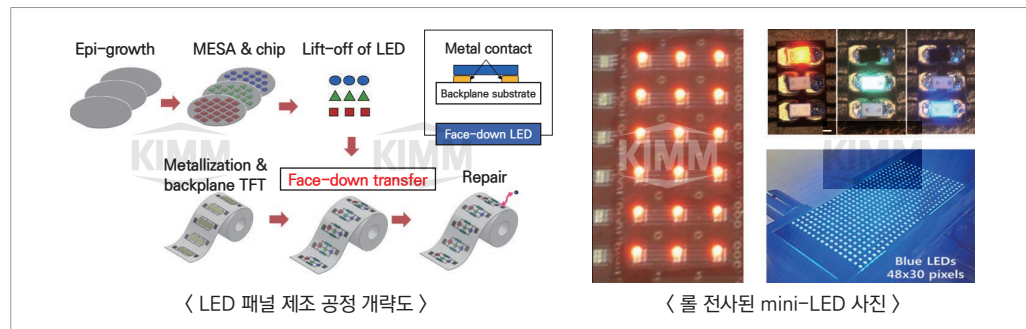 Epi-growth
MESA & chip
Lift-off of LED
Metal contact
Backplane substrate
Face-down LED
KIMM
KIMM
KIMM
Metallization &
backplane TFT
Face-down transfer
Repair
Blue LEDs
48x30 pixels
〈 LED 패널 제조 공정 개략도 〉
〈 롤 전사된 mini-LED 사진 〉